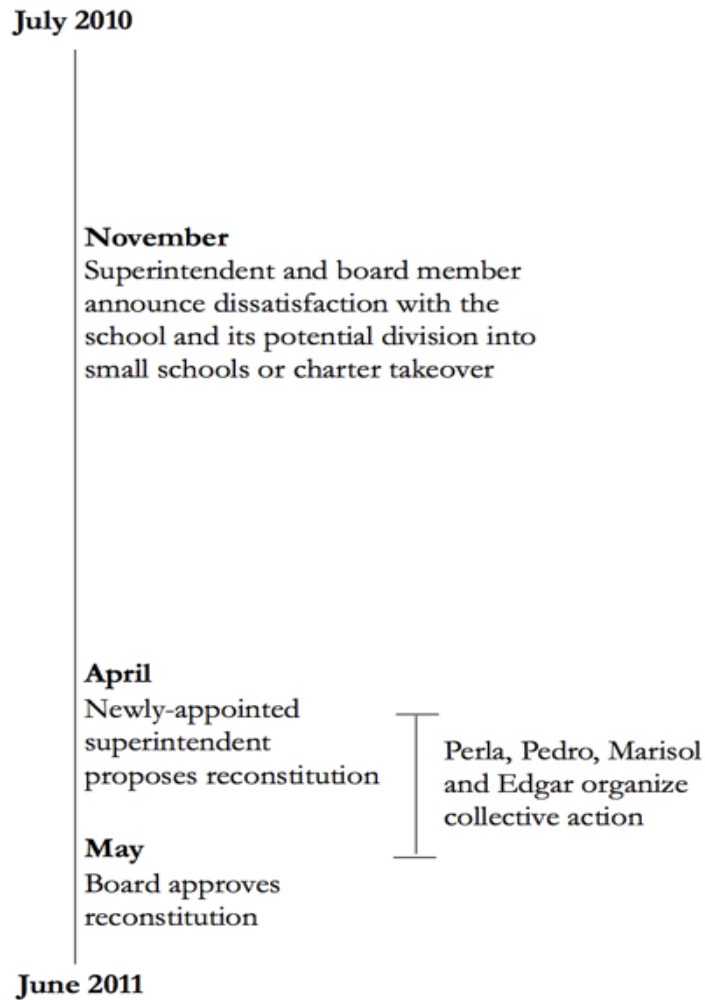 July 2010
November
Superintendent and board member
announce dissatisfaction with the
school and its potential division into
small schools or charter takeover
April
Newly-appointed
superintendent
proposes reconstitution
Perla, Pedro, Marisol
and Edgar organize
collective action
May
Board approves
reconstitution
June 2011